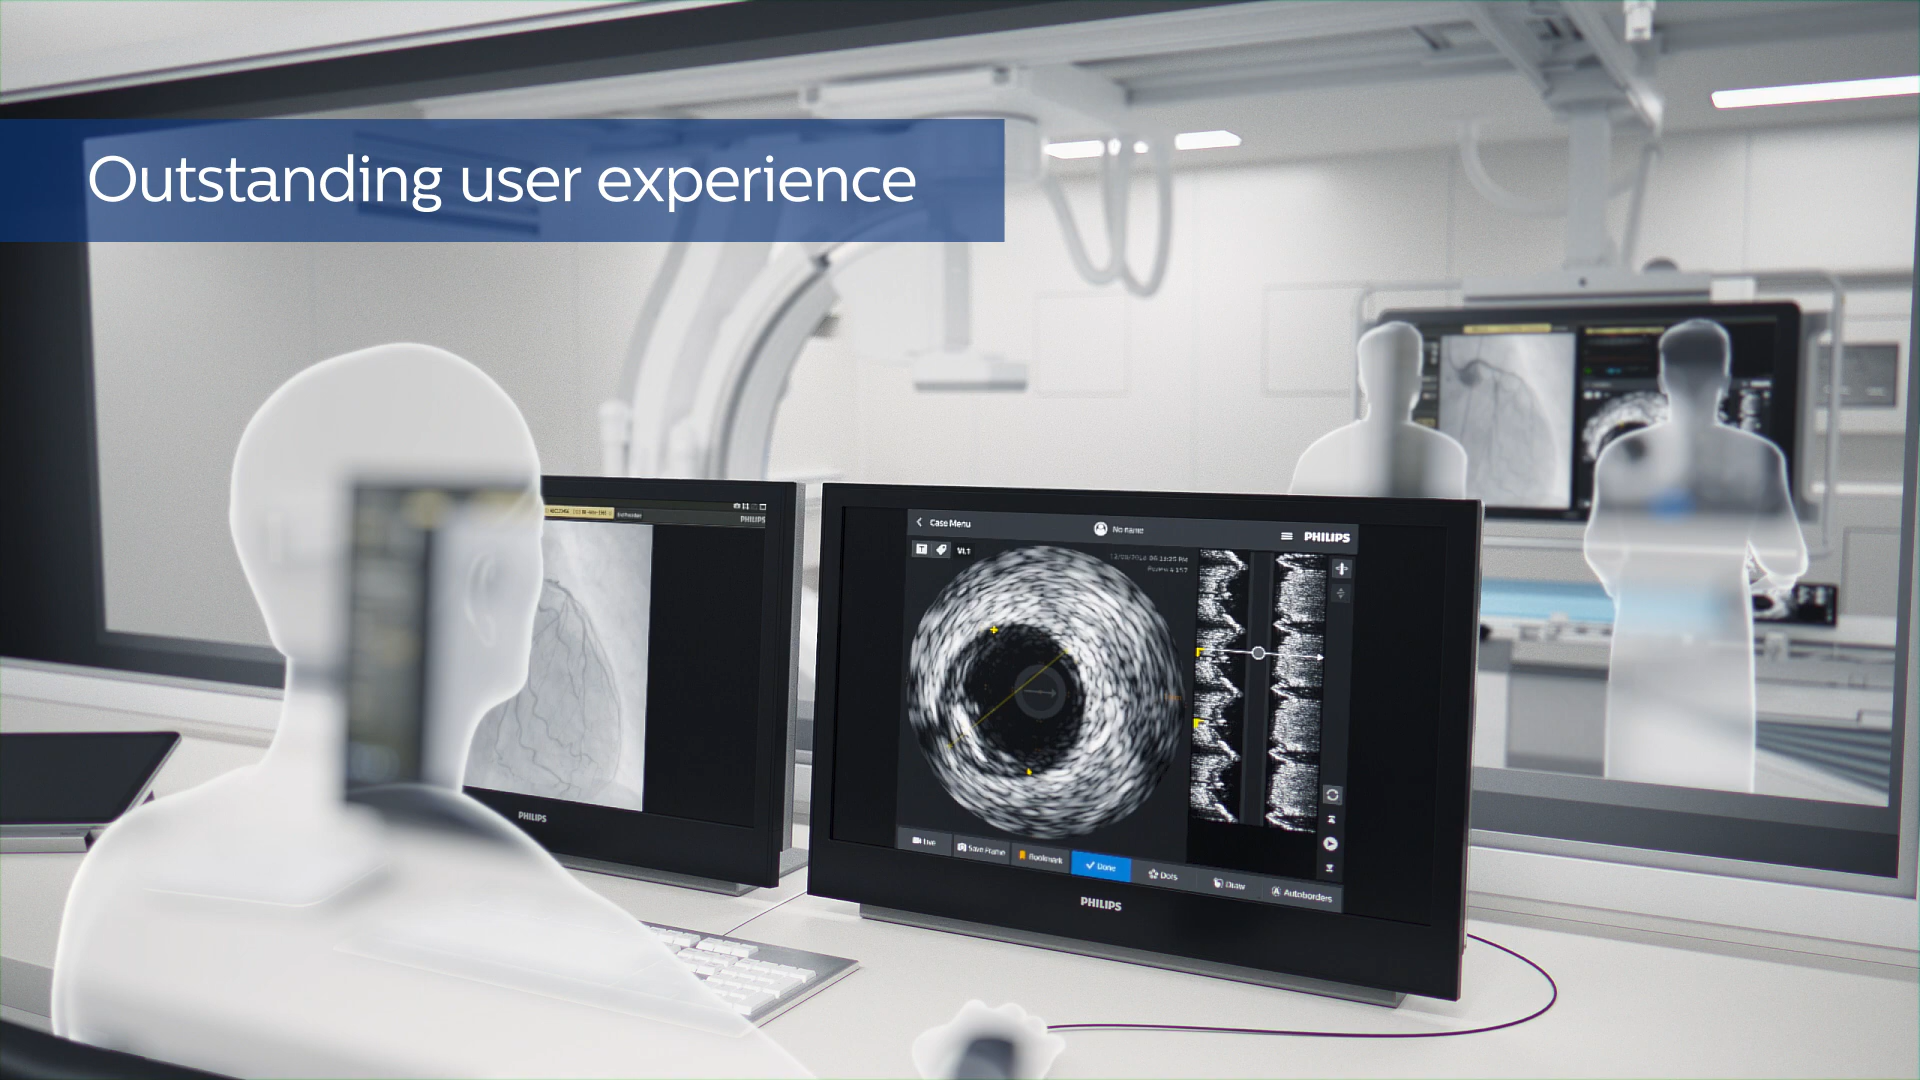 Outstanding user experience
PHILIPS
PHILIPS
Case Menu
No name
PHILIPS
VL1
Live
Save Frame
Bookmark
Done
Dots
Draw
Autoborders
PHILIPS